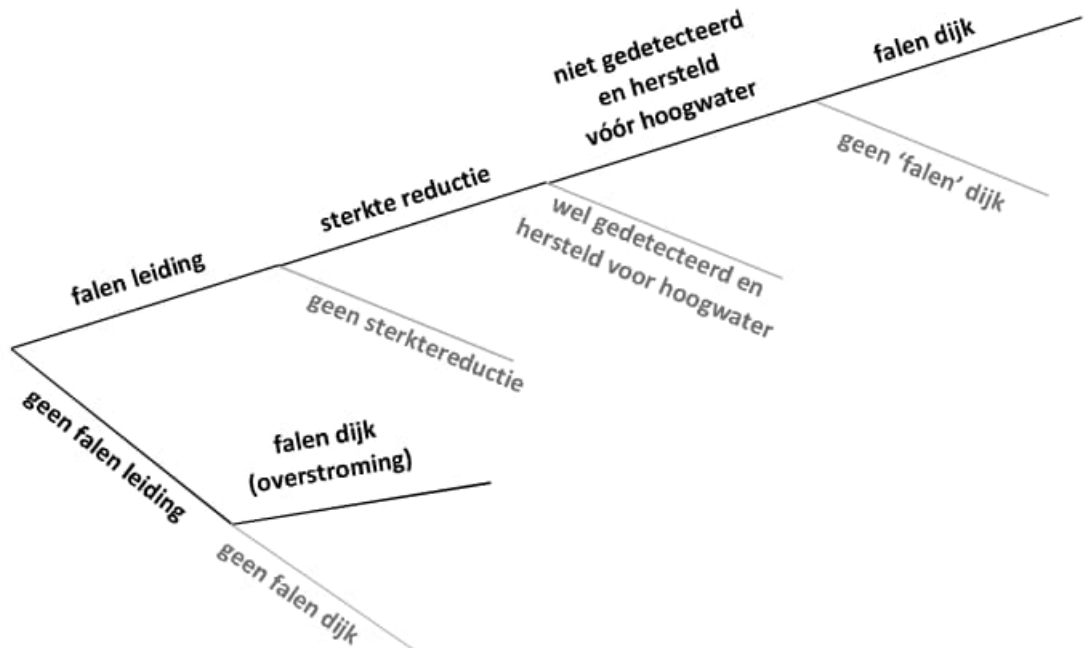 niet gedetecteerd
en hersteld
vóór hoogwater
falen dijk
geen ‘falen’ dijk
sterkte reductie
wel gedetecteerd en
hersteld voor hoogwater
falen leiding
geen sterktereductie
geen falen leiding
falen dijk
(overstroming)
geen falen dijk